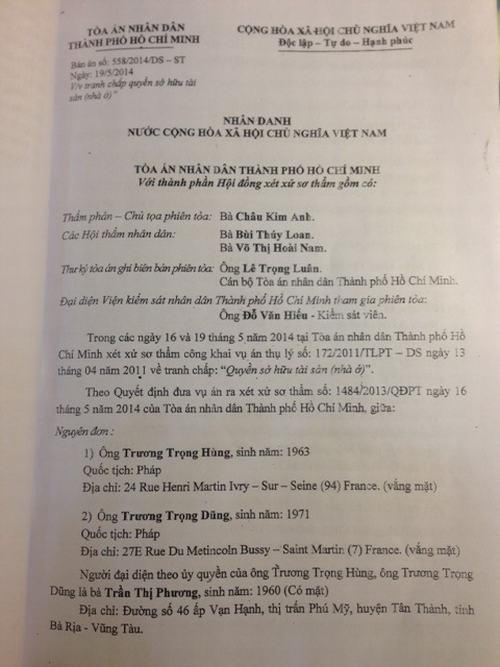 TÒA ÁN NHÂN DÂN
THÀNH PHỐ HỒ CHÍ MINH
CỘNG HÒA XÃ HỘI CHỦ NGHĨA VIỆT NAM
Độc lập – Tự do – Hạnh phúc
Bản án số: 558/2014/DS – ST
Ngày: 19/5/2014
V/v tranh chấp quyền sở hữu tài
sản (nhà ở)"
NHÂN DANH
NƯỚC CỘNG HÒA XÃ HỘI CHỦ NGHĨA VIỆT NAM
TÒA ÁN NHÂN DÂN THÀNH PHỐ HỒ CHÍ MINH
Với thành phần Hội đồng xét xử sơ thẩm gồm có:
Thẩm phán – Chủ tọa phiên tòa: Bà Châu Kim Anh.
Các Hội thẩm nhân dân: Bà Bùi Thúy Loan.
Bà Võ Thị Hoài Nam.
Thư ký tòa án ghi biên bản phiên tòa: Ông Lê Trọng Luân.
Cán bộ Tòa án nhân dân Thành phố Hồ Chí Minh.
Đại diện Viện kiểm sát nhân dân Thành phố Hồ Chí Minh tham gia phiên tòa:
Ông Đỗ Văn Hiếu - Kiểm sát viên.
Trong các ngày 16 và 19 tháng 5 năm 2014 tại Tòa án nhân dân Thành phố Hồ
Chí Minh xét xử sơ thẩm công khai vụ án thụ lý số: 172/2011/TLPT – DS ngày 13
tháng 04 năm 2011 về tranh chấp: "Quyền sở hữu tài sản (nhà ở)".
Theo Quyết định đưa vụ án ra xét xử sơ thẩm số: 1484/2013/QĐPT ngày 16
tháng 5 năm 2014 của Tòa án nhân dân Thành phố Hồ Chí Minh, giữa:
Nguyên đơn :
1) Ông Trương Trọng Hùng, sinh năm: 1963
Quốc tịch: Pháp
Địa chỉ: 24 Rue Henri Martin Ivry – Sur – Seine (94) France. (vắng mặt)
2) Ông Trương Trọng Dũng, sinh năm: 1971
Quốc tịch: Pháp
Địa chỉ: 27E Rue Du Metincoln Bussy – Saint Martin (7) France. (vắng mặt)
Người đại diện theo ủy quyền của ông Trương Trọng Hùng, ông Trương Trọng
Dũng là bà Trần Thị Phương, sinh năm: 1960 (Có mặt)
Địa chỉ: Đường số 46 ấp Vạn Hạnh, thị trấn Phú Mỹ, huyện Tân Thành, tỉnh
Bà Rịa - Vũng Tàu.